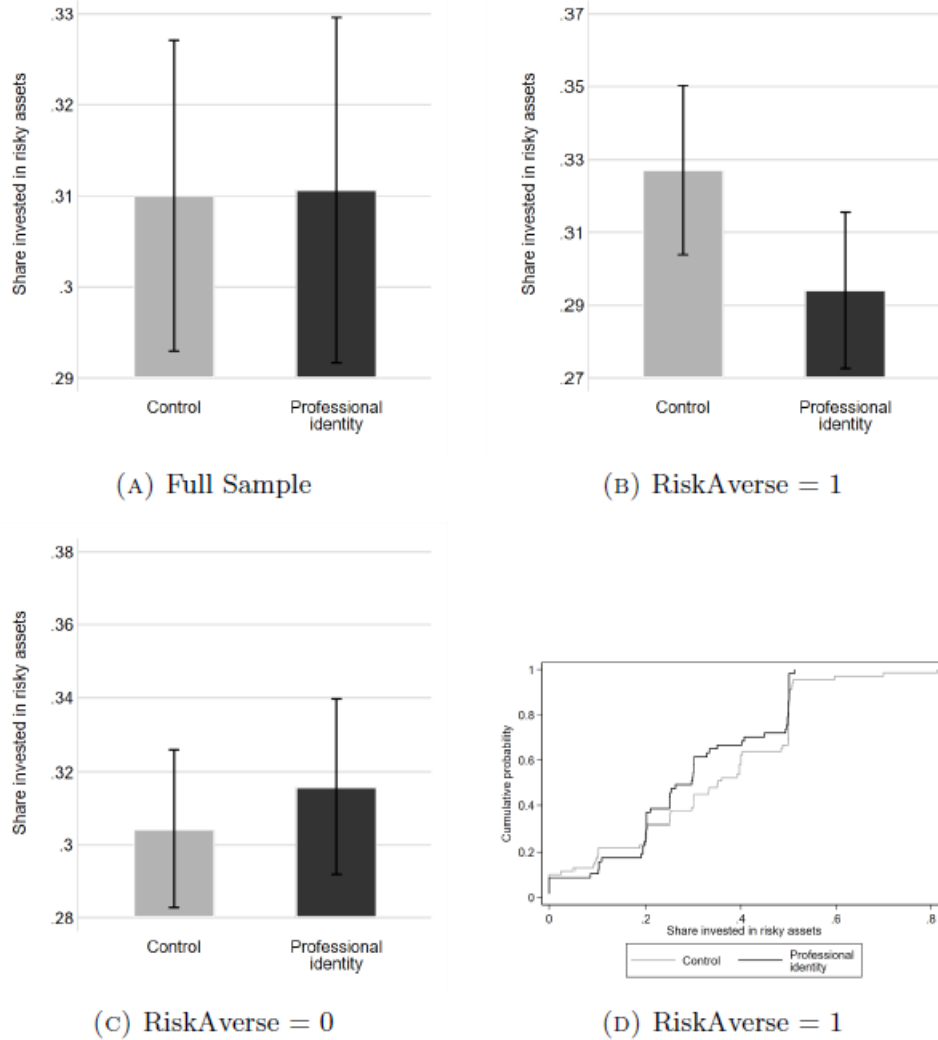 Share invested in risky assets
.33
.32
.31
.3
.29
Control
Professional
identity
(A) Full Sample
Share invested in risky assets
.37
.35
.33
.31
.29
.27
Control
Professional
identity
(B) RiskAverse = 1
Share invested in risky assets
.38
.36
.34
.32
.3
.28
Control
Professional
identity
(C) RiskAverse = 0
Cumulative probability
1
0.8
0.6
0.4
0.2
0
0 .2 .4 .6 .8
Share invested in risky assets
Control Professional
identity
(D) RiskAverse = 1